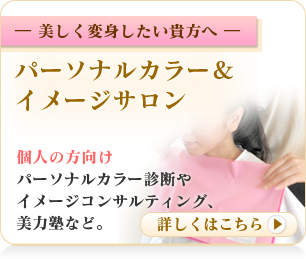 ― 美しく変身したい貴方へ ―
パーソナルカラー＆
イメージサロン
個人の方向け
パーソナルカラー診断や
イメージコンサルティング、
美力塾など。
詳しくはこちら